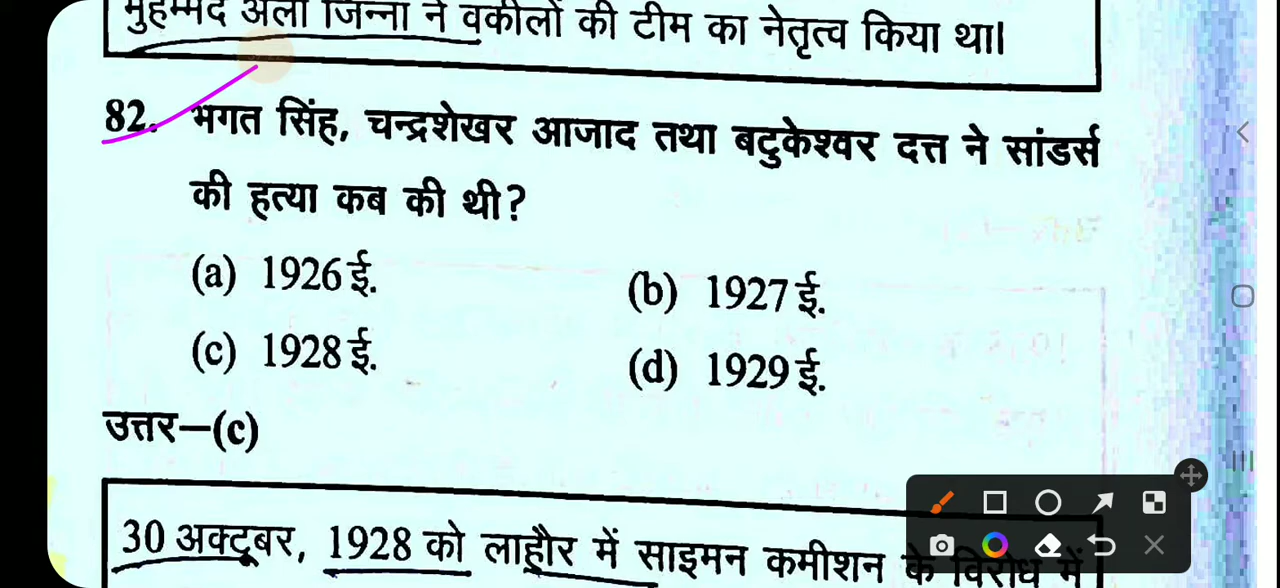 मुहम्मद अली जिन्ना ने वकीलों की टीम का नेतृत्व किया था।
82. भगत सिंह, चन्द्रशेखर आजाद तथा बटुकेश्वर दत्त ने सांडर्स
की हत्या कब की थी?
(a) 1926 ई. (b) 1927 ई.
(c) 1928 ई. (d) 1929 ई.
उत्तर–(c)
30 अक्टूबर, 1928 को लाहौर में साइमन कमीशन के विरोध में